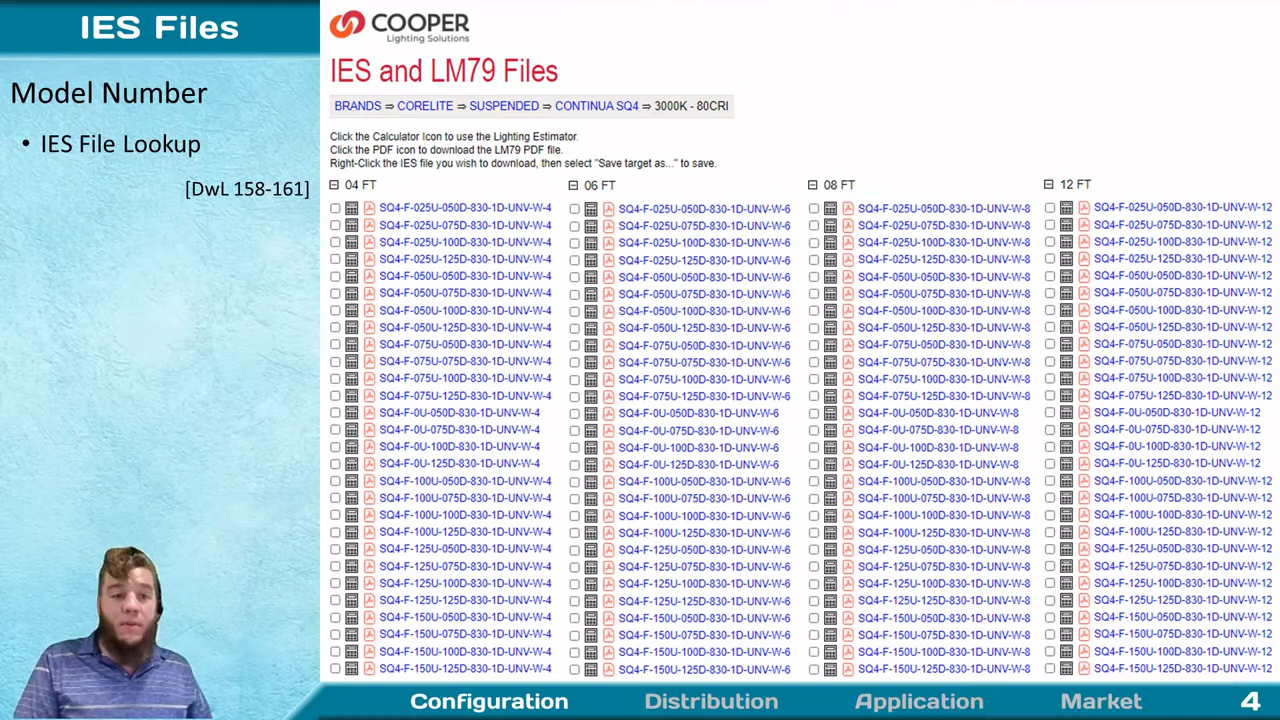 IES Files
Model Number
• IES File Lookup
[DwL 158-161]
COOPER
Lighting Solutions
IES and LM79 Files
BRANDS ⇒ CORELITE ⇒ SUSPENDED ⇒ CONTINUA SQ4 ⇒ 3000K - 80CRI
Click the Calculator Icon to use the Lighting Estimator.
Click the PDF icon to download the LM79 PDF file.
Right-Click the IES file you wish to download, then select "Save target as..." to save.
04 FT
SQ4-F-025U-050D-830-1D-UNV-W-4
SQ4-F-025U-075D-830-1D-UNV-W-4
SQ4-F-025U-100D-830-1D-UNV-W-4
SQ4-F-025U-125D-830-1D-UNV-W-4
SQ4-F-050U-050D-830-1D-UNV-W-4
SQ4-F-050U-075D-830-1D-UNV-W-4
SQ4-F-050U-100D-830-1D-UNV-W-4
SQ4-F-050U-125D-830-1D-UNV-W-4
SQ4-F-075U-050D-830-1D-UNV-W-4
SQ4-F-075U-075D-830-1D-UNV-W-4
SQ4-F-075U-100D-830-1D-UNV-W-4
SQ4-F-075U-125D-830-1D-UNV-W-4
SQ4-F-0U-050D-830-1D-UNV-W-4
SQ4-F-0U-075D-830-1D-UNV-W-4
SQ4-F-0U-100D-830-1D-UNV-W-4
SQ4-F-0U-125D-830-1D-UNV-W-4
SQ4-F-100U-050D-830-1D-UNV-W-4
SQ4-F-100U-075D-830-1D-UNV-W-4
SQ4-F-100U-100D-830-1D-UNV-W-4
SQ4-F-100U-125D-830-1D-UNV-W-4
SQ4-F-125U-050D-830-1D-UNV-W-4
SQ4-F-125U-075D-830-1D-UNV-W-4
SQ4-F-125U-100D-830-1D-UNV-W-4
SQ4-F-125U-125D-830-1D-UNV-W-4
SQ4-F-150U-050D-830-1D-UNV-W-4
SQ4-F-150U-075D-830-1D-UNV-W-4
SQ4-F-150U-100D-830-1D-UNV-W-4
SQ4-F-150U-125D-830-1D-UNV-W-4
06 FT
SQ4-F-025U-050D-830-1D-UNV-W-6
SQ4-F-025U-075D-830-1D-UNV-W-6
SQ4-F-025U-100D-830-1D-UNV-W-6
SQ4-F-025U-125D-830-1D-UNV-W-6
SQ4-F-050U-050D-830-1D-UNV-W-6
SQ4-F-050U-075D-830-1D-UNV-W-6
SQ4-F-050U-100D-830-1D-UNV-W-6
SQ4-F-050U-125D-830-1D-UNV-W-6
SQ4-F-075U-050D-830-1D-UNV-W-6
SQ4-F-075U-075D-830-1D-UNV-W-6
SQ4-F-075U-100D-830-1D-UNV-W-6
SQ4-F-075U-125D-830-1D-UNV-W-6
SQ4-F-0U-050D-830-1D-UNV-W-6
SQ4-F-0U-075D-830-1D-UNV-W-6
SQ4-F-0U-100D-830-1D-UNV-W-6
SQ4-F-0U-125D-830-1D-UNV-W-6
SQ4-F-100U-050D-830-1D-UNV-W-6
SQ4-F-100U-075D-830-1D-UNV-W-6
SQ4-F-100U-100D-830-1D-UNV-W-6
SQ4-F-100U-125D-830-1D-UNV-W-6
SQ4-F-125U-050D-830-1D-UNV-W-6
SQ4-F-125U-075D-830-1D-UNV-W-6
SQ4-F-125U-100D-830-1D-UNV-W-6
SQ4-F-125U-125D-830-1D-UNV-W-6
SQ4-F-150U-050D-830-1D-UNV-W-6
SQ4-F-150U-075D-830-1D-UNV-W-6
SQ4-F-150U-100D-830-1D-UNV-W-6
SQ4-F-150U-125D-830-1D-UNV-W-6
08 FT
SQ4-F-025U-050D-830-1D-UNV-W-8
SQ4-F-025U-075D-830-1D-UNV-W-8
SQ4-F-025U-100D-830-1D-UNV-W-8
SQ4-F-025U-125D-830-1D-UNV-W-8
SQ4-F-050U-050D-830-1D-UNV-W-8
SQ4-F-050U-075D-830-1D-UNV-W-8
SQ4-F-050U-100D-830-1D-UNV-W-8
SQ4-F-050U-125D-830-1D-UNV-W-8
SQ4-F-075U-050D-830-1D-UNV-W-8
SQ4-F-075U-075D-830-1D-UNV-W-8
SQ4-F-075U-100D-830-1D-UNV-W-8
SQ4-F-075U-125D-830-1D-UNV-W-8
SQ4-F-0U-050D-830-1D-UNV-W-8
SQ4-F-0U-075D-830-1D-UNV-W-8
SQ4-F-0U-100D-830-1D-UNV-W-8
SQ4-F-0U-125D-830-1D-UNV-W-8
SQ4-F-100U-050D-830-1D-UNV-W-8
SQ4-F-100U-075D-830-1D-UNV-W-8
SQ4-F-100U-100D-830-1D-UNV-W-8
SQ4-F-100U-125D-830-1D-UNV-W-8
SQ4-F-125U-050D-830-1D-UNV-W-8
SQ4-F-125U-075D-830-1D-UNV-W-8
SQ4-F-125U-100D-830-1D-UNV-W-8
SQ4-F-125U-125D-830-1D-UNV-W-8
SQ4-F-150U-050D-830-1D-UNV-W-8
SQ4-F-150U-075D-830-1D-UNV-W-8
SQ4-F-150U-100D-830-1D-UNV-W-8
SQ4-F-150U-125D-830-1D-UNV-W-8
12 FT
SQ4-F-025U-050D-830-1D-UNV-W-12
SQ4-F-025U-075D-830-1D-UNV-W-12
SQ4-F-025U-100D-830-1D-UNV-W-12
SQ4-F-025U-125D-830-1D-UNV-W-12
SQ4-F-050U-050D-830-1D-UNV-W-12
SQ4-F-050U-075D-830-1D-UNV-W-12
SQ4-F-050U-100D-830-1D-UNV-W-12
SQ4-F-050U-125D-830-1D-UNV-W-12
SQ4-F-075U-050D-830-1D-UNV-W-12
SQ4-F-075U-075D-830-1D-UNV-W-12
SQ4-F-075U-100D-830-1D-UNV-W-12
SQ4-F-075U-125D-830-1D-UNV-W-12
SQ4-F-0U-050D-830-1D-UNV-W-12
SQ4-F-0U-075D-830-1D-UNV-W-12
SQ4-F-0U-100D-830-1D-UNV-W-12
SQ4-F-0U-125D-830-1D-UNV-W-12
SQ4-F-100U-050D-830-1D-UNV-W-12
SQ4-F-100U-075D-830-1D-UNV-W-12
SQ4-F-100U-100D-830-1D-UNV-W-12
SQ4-F-100U-125D-830-1D-UNV-W-12
SQ4-F-125U-050D-830-1D-UNV-W-12
SQ4-F-125U-075D-830-1D-UNV-W-12
SQ4-F-125U-100D-830-1D-UNV-W-12
SQ4-F-125U-125D-830-1D-UNV-W-12
SQ4-F-150U-050D-830-1D-UNV-W-12
SQ4-F-150U-075D-830-1D-UNV-W-12
SQ4-F-150U-100D-830-1D-UNV-W-12
SQ4-F-150U-125D-830-1D-UNV-W-12
Configuration Distribution Application Market 4